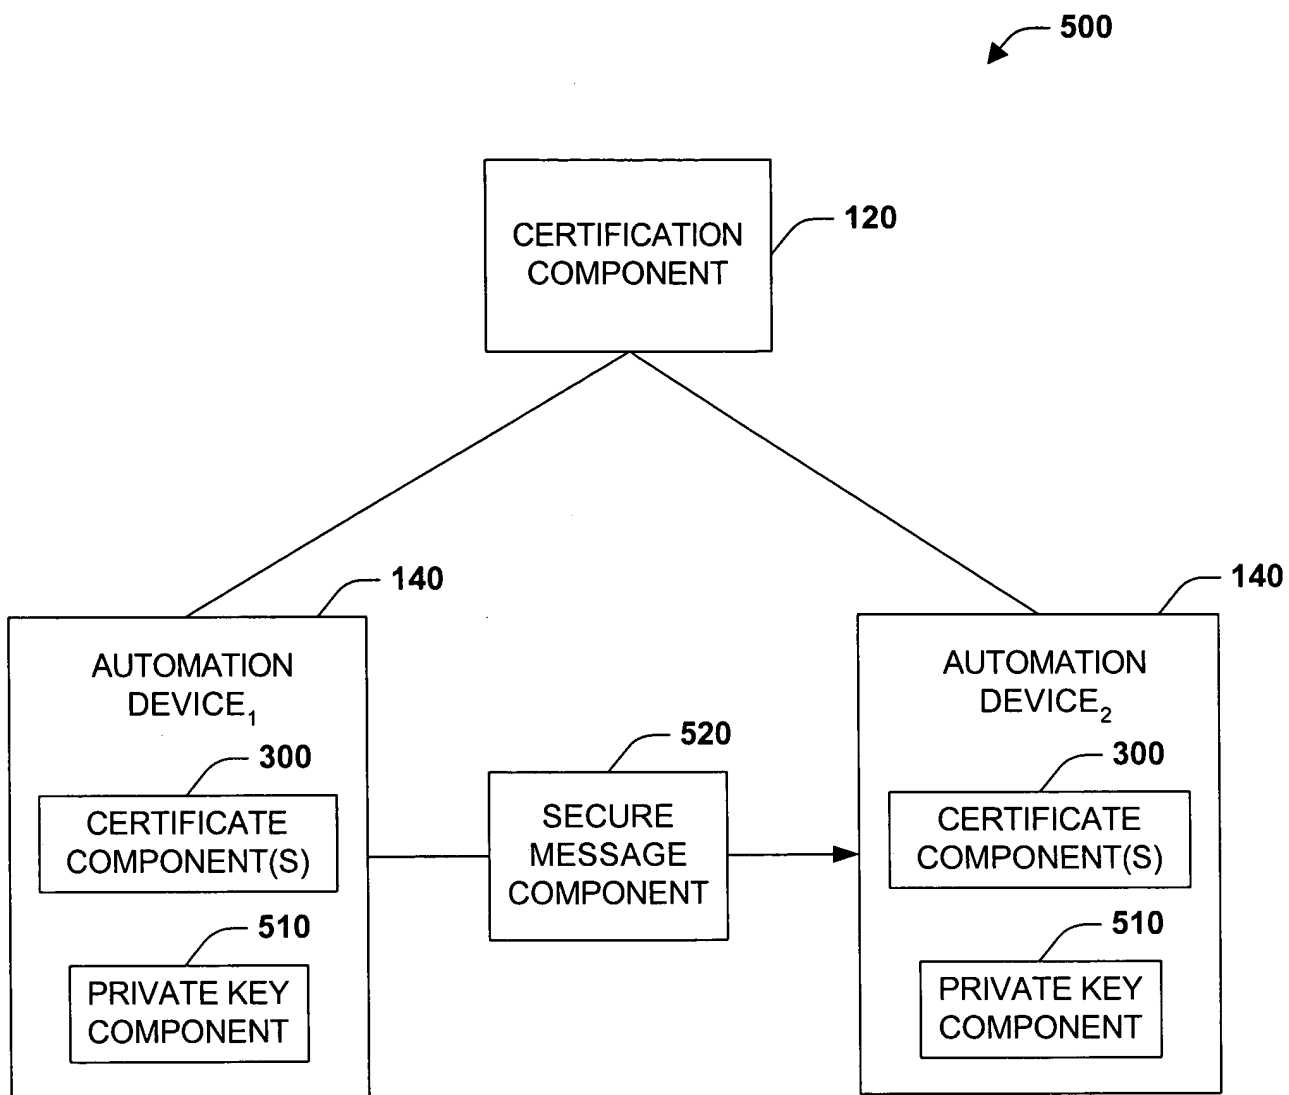 500
CERTIFICATION
COMPONENT
120
140
AUTOMATION
DEVICE₁
300
CERTIFICATE
COMPONENT(S)
510
PRIVATE KEY
COMPONENT
520
SECURE
MESSAGE
COMPONENT
140
AUTOMATION
DEVICE₂
300
CERTIFICATE
COMPONENT(S)
510
PRIVATE KEY
COMPONENT